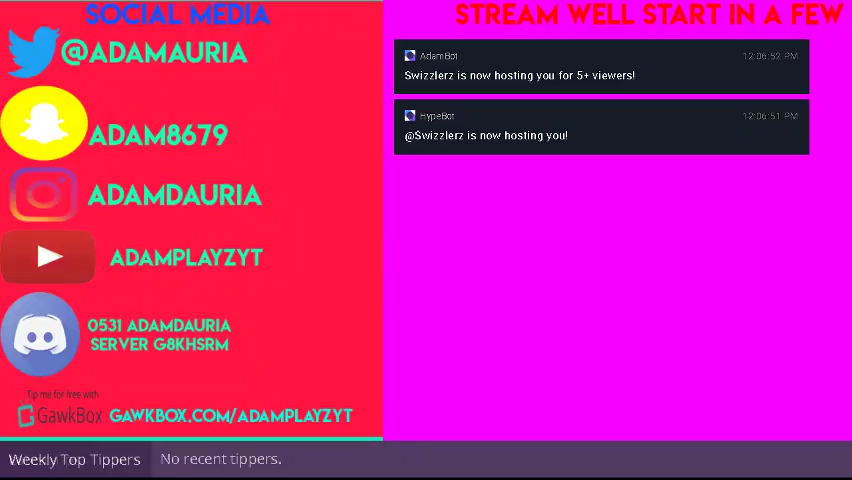 SOCIAL MEDIA
@ADAMAURIA
ADAM8679
ADAMDAURIA
ADAMPLAYZYT
0531 ADAMDAURIA
SERVER G8KHSRM
Tip me for free with
GawkBox GAWKBOX.COM/ADAMPLAYZYT
STREAM WELL START IN A FEW
AdamBot 12:06:52 PM
Swizzlerz is now hosting you for 5+ viewers!
HypeBot 12:06:51 PM
@Swizzlerz is now hosting you!
Weekly Top Tippers No recent tippers.